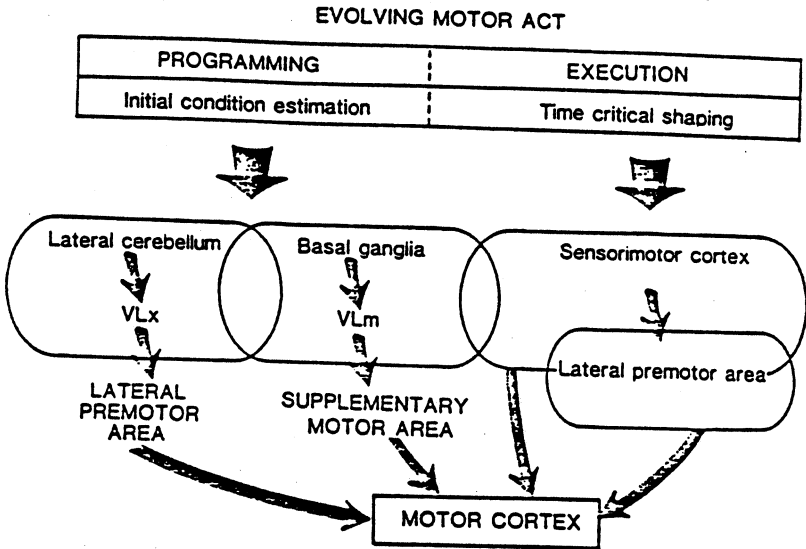 EVOLVING MOTOR ACT
PROGRAMMING
EXECUTION
Initial condition estimation
Time critical shaping
Lateral cerebellum
Basal ganglia
Sensorimotor cortex
VLx
VLm
Lateral premotor area
LATERAL
PREMOTOR
AREA
SUPPLEMENTARY
MOTOR AREA
MOTOR CORTEX